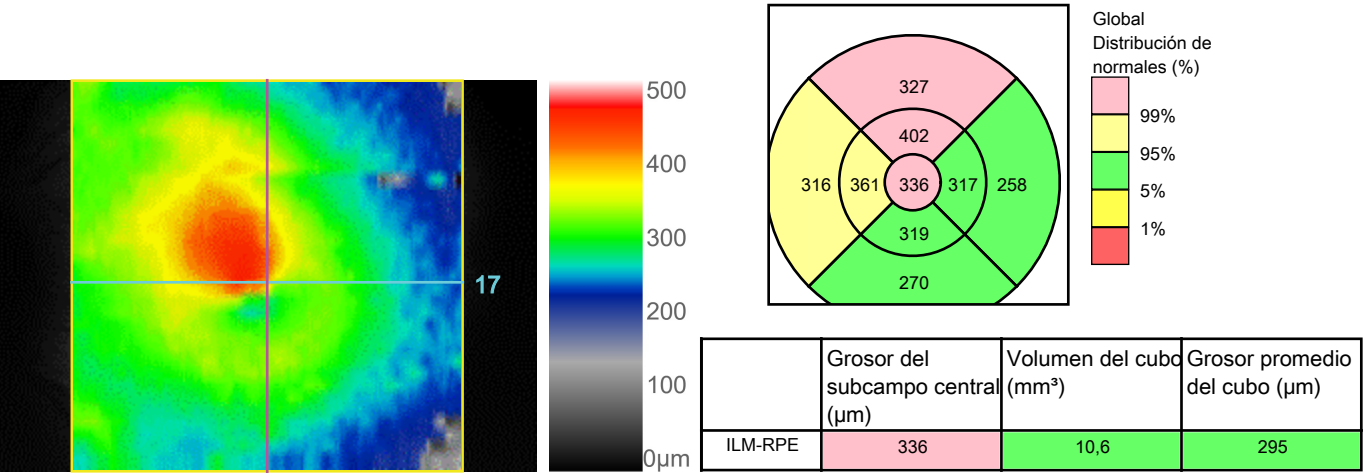 500
400
300
200
100
0µm
17
327
402
316 361 336 317 258
319
270
Global
Distribución de
normales (%)
99%
95%
5%
1%
Grosor del
subcampo central
(µm)
Volumen del cubo
(mm³)
Grosor promedio
del cubo (µm)
ILM-RPE 336 10,6 295